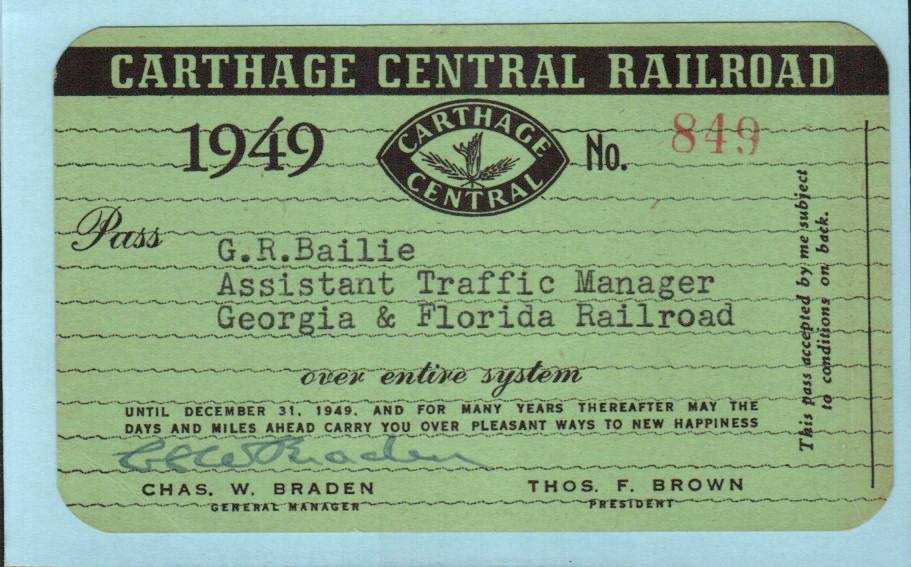 CARTHAGE CENTRAL RAILROAD
1949
CARTHAGE
CENTRAL
No. 849
Pass
G.R.Bailie
Assistant Traffic Manager
Georgia & Florida Railroad
over entire system
UNTIL DECEMBER 31, 1949, AND FOR MANY YEARS THEREAFTER MAY THE
DAYS AND MILES AHEAD CARRY YOU OVER PLEASANT WAYS TO NEW HAPPINESS
C W Braden
CHAS. W. BRADEN
GENERAL MANAGER
THOS. F. BROWN
PRESIDENT
This pass accepted by me subject
to conditions on back.